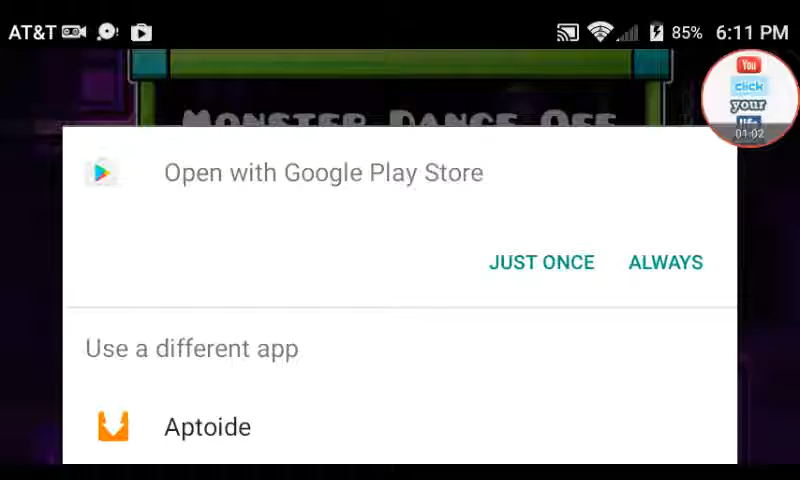 AT&T 85% 6:11 PM
You
click
your
life
01:02
Monster Dance Off
Open with Google Play Store
JUST ONCE ALWAYS
Use a different app
Aptoide